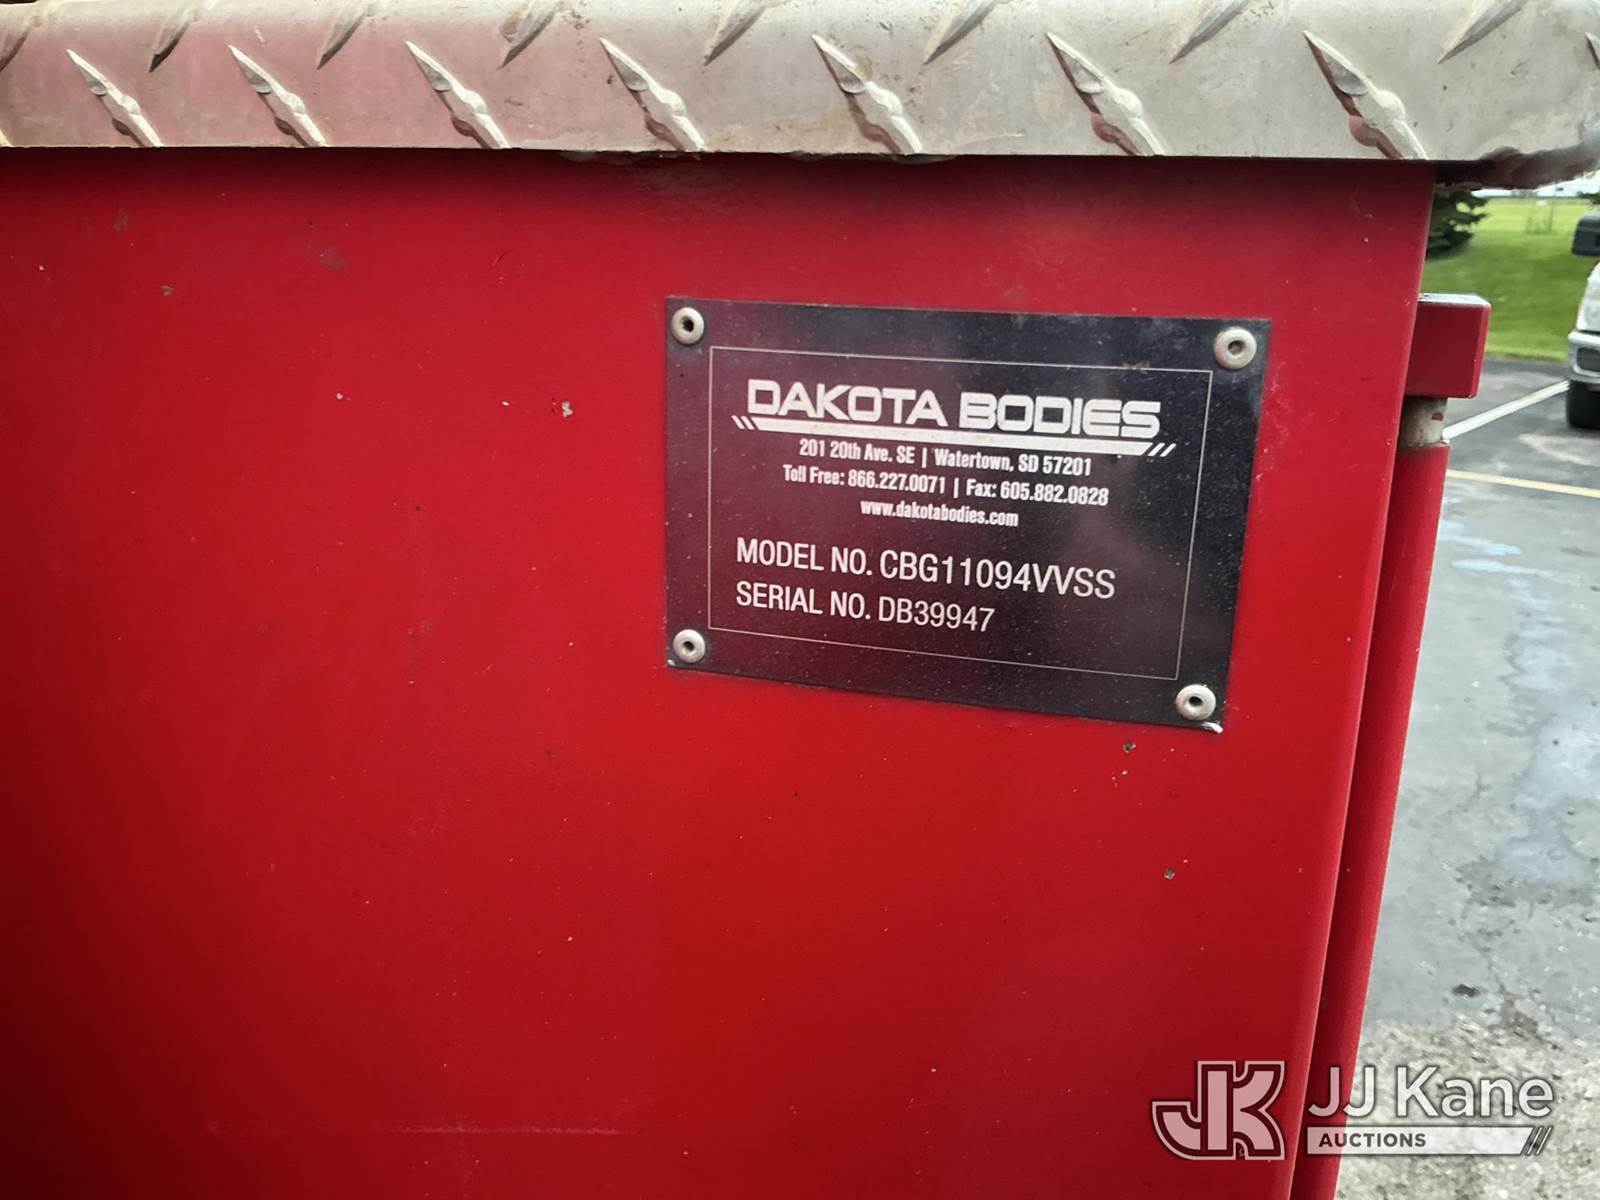 DAKOTA BODIES
201 20th Ave. SE | Watertown, SD 57201
Toll Free: 866.227.0071 | Fax: 605.882.0828
www.dakotabodies.com
MODEL NO. CBG11094VVSS
SERIAL NO. DB39947
JK JJ Kane
AUCTIONS